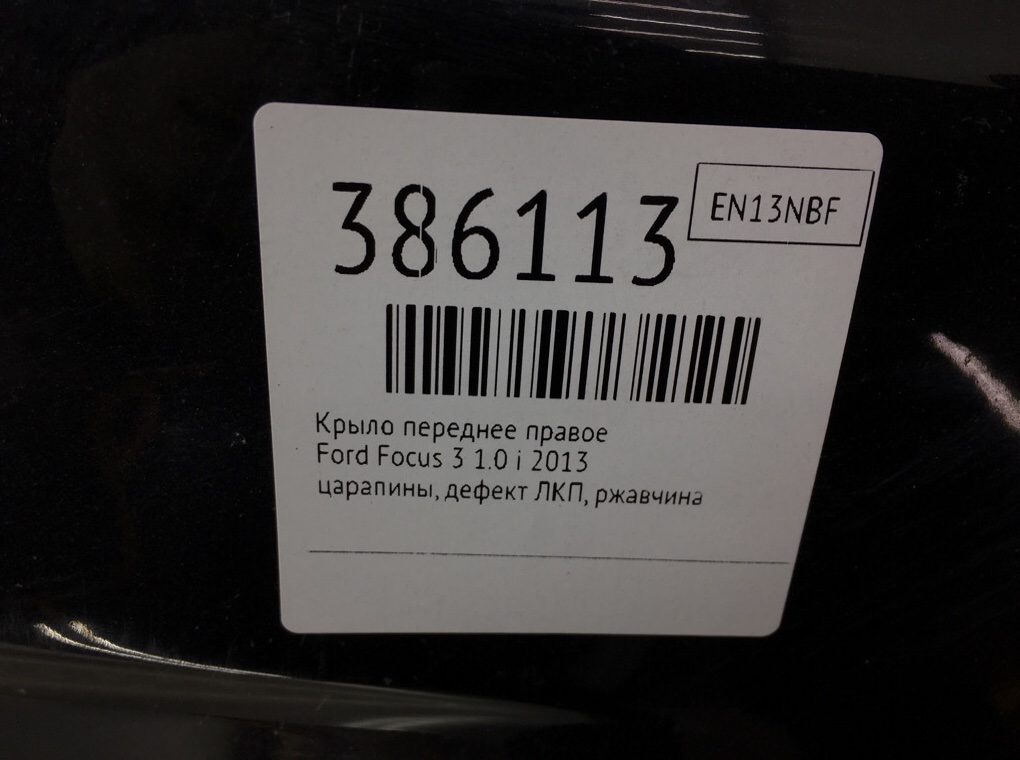 386113
EN13NBF
Крыло переднее правое
Ford Focus 3 1.0 i 2013
царапины, дефект ЛКП, ржавчина